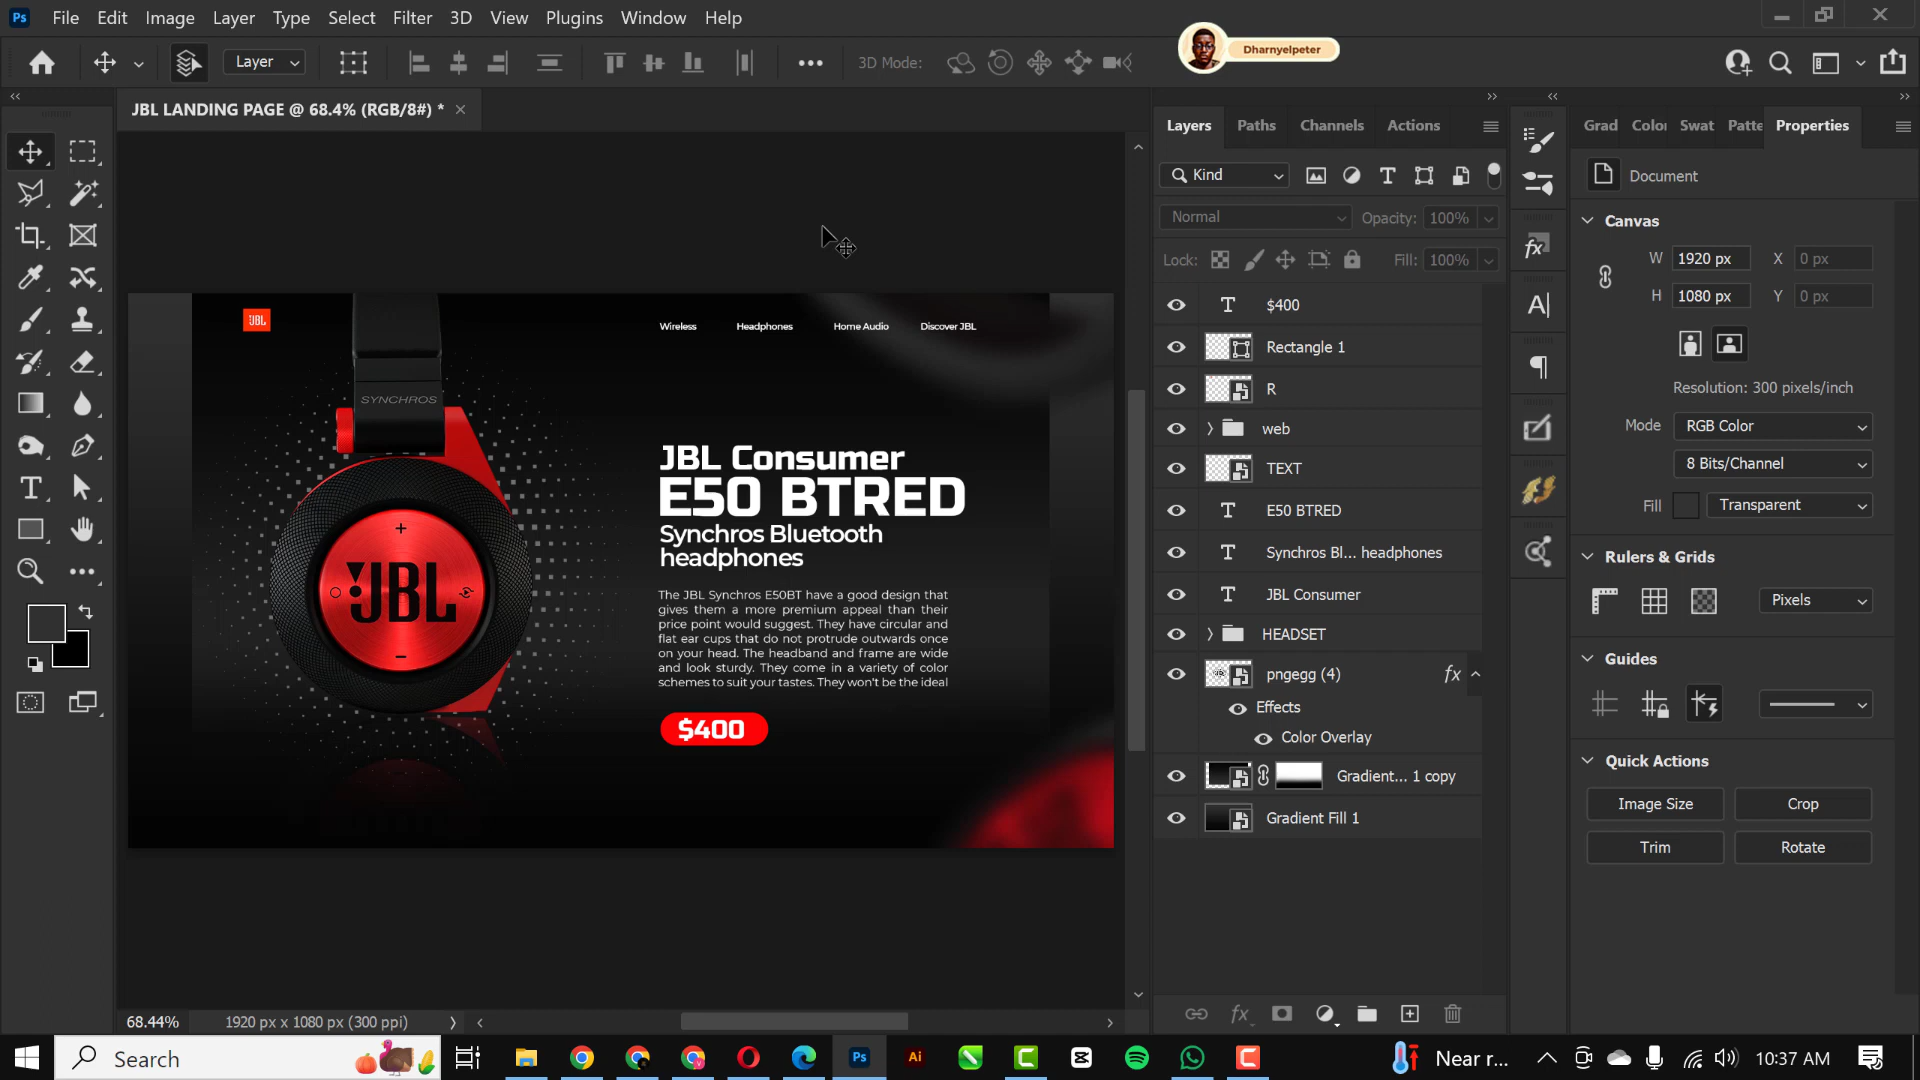 Ps File Edit Image Layer Type Select Filter 3D View Plugins Window Help
Layer 3D Mode: Dharnyelpeter
JBL LANDING PAGE @ 68.4% (RGB/8#) *
Layers Paths Channels Actions
Grad Color Swat Patte Properties
Kind
Document
Normal Opacity: 100%
Canvas
Lock: Fill: 100%
W 1920 px X 0 px
H 1080 px Y 0 px
Resolution: 300 pixels/inch
Mode RGB Color
8 Bits/Channel
Fill Transparent
Rulers & Grids
Pixels
Guides
Quick Actions
Image Size Crop
Trim Rotate
$400
Rectangle 1
R
web
TEXT
E50 BTRED
Synchros Bl... headphones
JBL Consumer
HEADSET
pngegg (4) fx
Effects
Color Overlay
Gradient... 1 copy
Gradient Fill 1
JBL
Wireless Headphones Home Audio Discover JBL
SYNCHROS
JBL
JBL Consumer
E50 BTRED
Synchros Bluetooth
headphones
The JBL Synchros E50BT have a good design that
gives them a more premium appeal than their
price point would suggest. They have circular and
flat ear cups that do not protrude outwards once
on your head. The headband and frame are wide
and look sturdy. They come in a variety of color
schemes to suit your tastes. They won't be the ideal
$400
68.44% 1920 px x 1080 px (300 ppi)
Search
Ps Ai
Near r...
10:37 AM